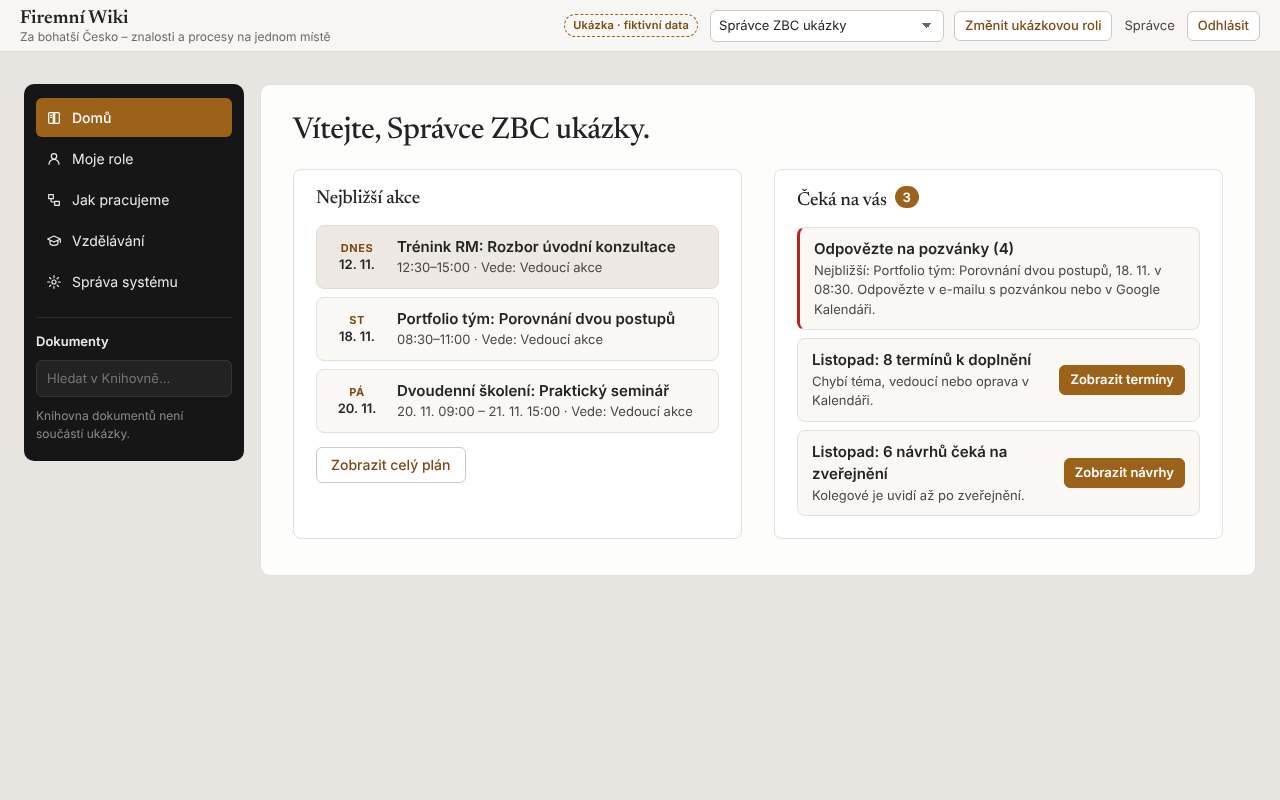 Firemní Wiki
Za bohatší Česko – znalosti a procesy na jednom místě
Ukázka · fiktivní data
Správce ZBC ukázky
Změnit ukázkovou roli
Správce
Odhlásit
Domů
Moje role
Jak pracujeme
Vzdělávání
Správa systému
Dokumenty
Hledat v Knihovně...
Knihovna dokumentů není
součástí ukázky.
Vítejte, Správce ZBC ukázky.
Nejbližší akce
DNES
12. 11.
Trénink RM: Rozbor úvodní konzultace
12:30–15:00 · Vede: Vedoucí akce
ST
18. 11.
Portfolio tým: Porovnání dvou postupů
08:30–11:00 · Vede: Vedoucí akce
PÁ
20. 11.
Dvoudenní školení: Praktický seminář
20. 11. 09:00 – 21. 11. 15:00 · Vede: Vedoucí akce
Zobrazit celý plán
Čeká na vás 3
Odpovězte na pozvánky (4)
Nejbližší: Portfolio tým: Porovnání dvou postupů, 18. 11. v
08:30. Odpovězte v e-mailu s pozvánkou nebo v Google
Kalendáři.
Listopad: 8 termínů k doplnění
Chybí téma, vedoucí nebo oprava v
Kalendáři.
Zobrazit termíny
Listopad: 6 návrhů čeká na
zveřejnění
Kolegové je uvidí až po zveřejnění.
Zobrazit návrhy